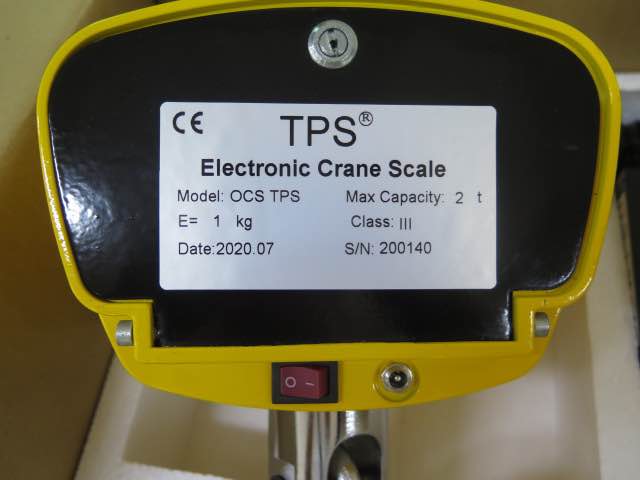 CE TPS®
Electronic Crane Scale
Model: OCS TPS Max Capacity: 2 t
E= 1 kg Class: III
Date:2020.07 S/N: 200140
O I